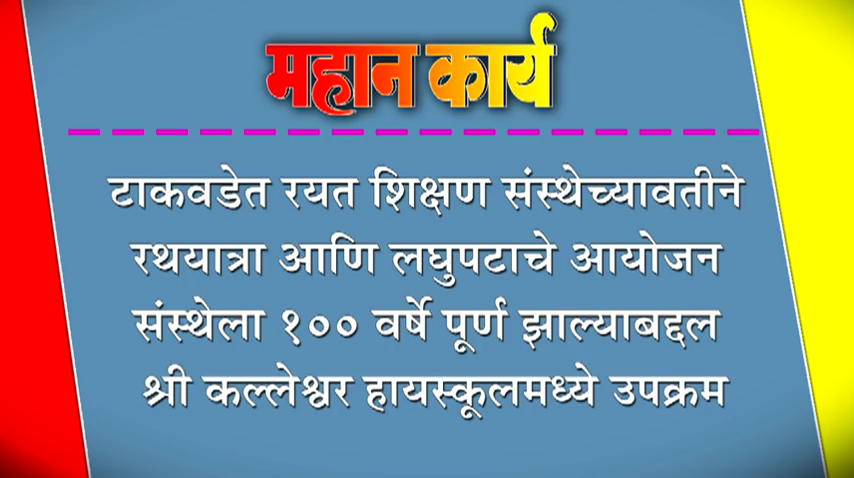 महान कार्य
टाकवडेत रयत शिक्षण संस्थेच्यावतीने
रथयात्रा आणि लघुपटाचे आयोजन
संस्थेला १०० वर्षे पूर्ण झाल्याबद्दल
श्री कल्लेश्वर हायस्कूलमध्ये उपक्रम